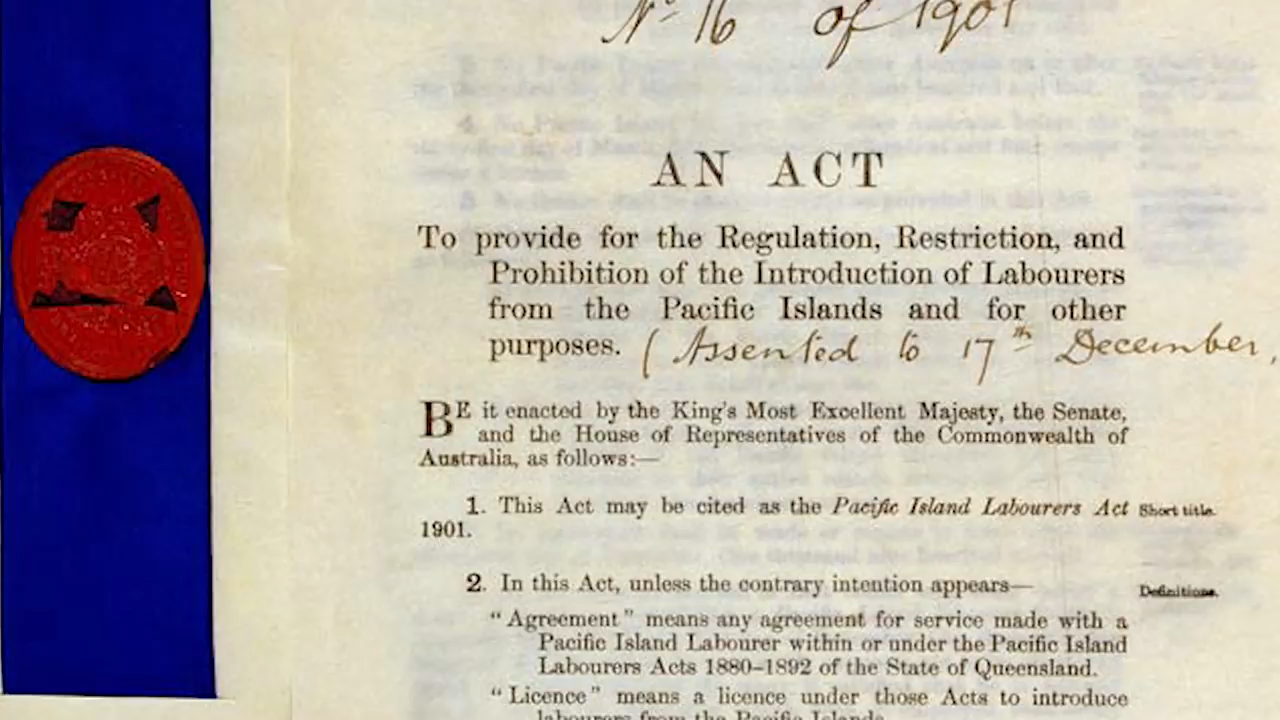 No 16 of 1901
AN ACT
To provide for the Regulation, Restriction, and
Prohibition of the Introduction of Labourers
from the Pacific Islands and for other
purposes. (Assented to 17th December,
BE it enacted by the King's Most Excellent Majesty, the Senate,
and the House of Representatives of the Commonwealth of
Australia, as follows:—
1. This Act may be cited as the Pacific Island Labourers Act Short title.
1901.
2. In this Act, unless the contrary intention appears— Definitions.
"Agreement" means any agreement for service made with a
Pacific Island Labourer within or under the Pacific Island
Labourers Acts 1880–1892 of the State of Queensland.
"Licence" means a licence under those Acts to introduce
labourers from the Pacific Islands.